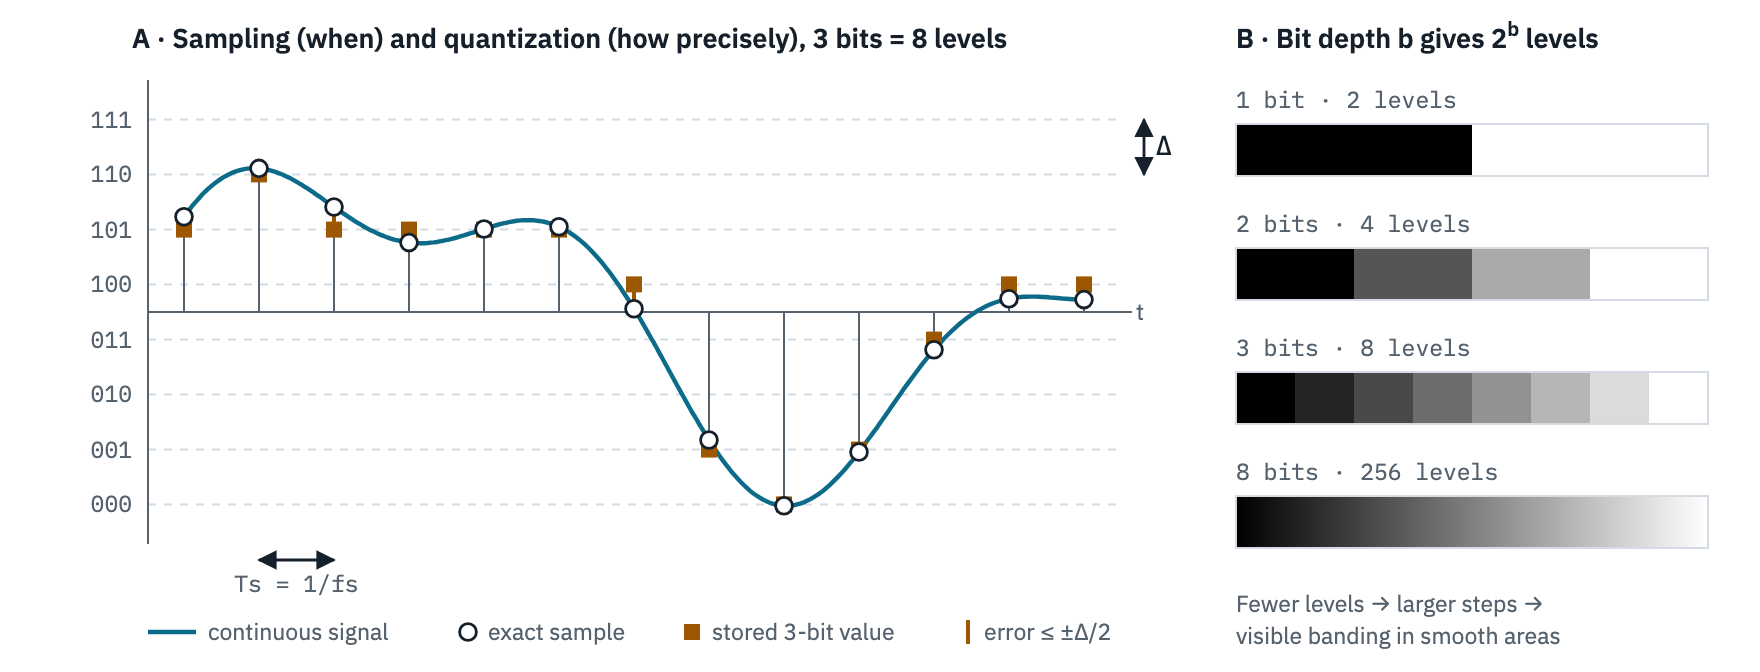 A · Sampling (when) and quantization (how precisely), 3 bits = 8 levels
111
110
101
100
011
010
001
000
Δ
t
Ts = 1/fs
continuous signal
exact sample
stored 3-bit value
error ≤ ±Δ/2
B · Bit depth b gives 2ᵇ levels
1 bit · 2 levels
2 bits · 4 levels
3 bits · 8 levels
8 bits · 256 levels
Fewer levels → larger steps →
visible banding in smooth areas